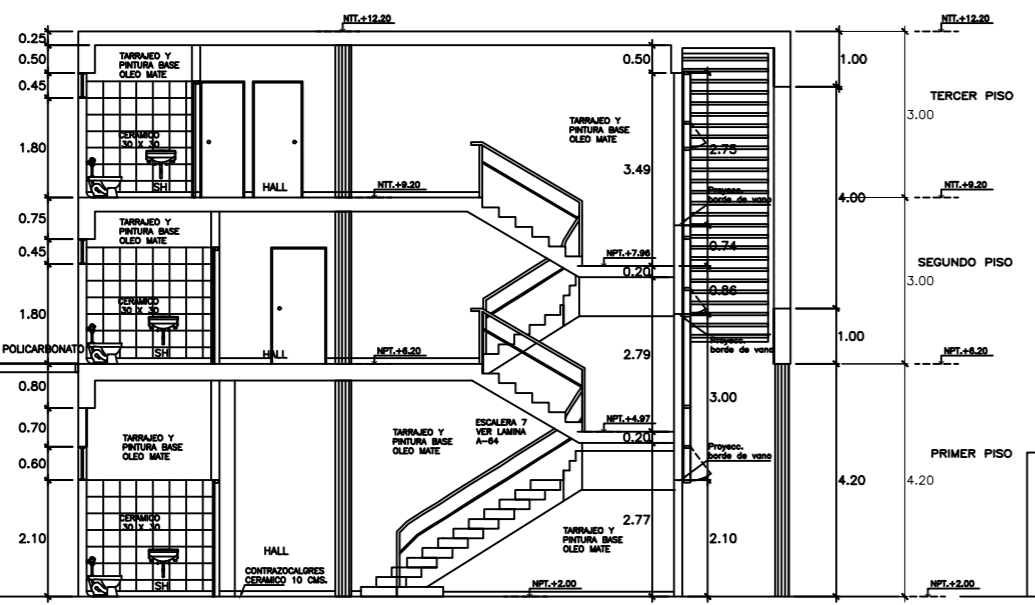 NTT.+12.20
NTT.+12.20
0.25
0.50
0.45
1.80
0.75
0.45
1.80
POLICARBONATO
0.80
0.70
0.60
2.10
TARRAJEO Y
PINTURA BASE
OLEO MATE
CERAMICO
30 X 30
SH
HALL
NTT.+9.20
TARRAJEO Y
PINTURA BASE
OLEO MATE
0.50
3.49
2.75
Proyecc.
borde de vano
1.00
TERCER PISO
3.00
NTT.+9.20
4.00
TARRAJEO Y
PINTURA BASE
OLEO MATE
CERAMICO
30 X 30
SH
HALL
NPT.+6.20
NPT.+7.96
0.20
0.74
0.86
2.79
Proyecc.
borde de vano
SEGUNDO PISO
3.00
1.00
NPT.+6.20
TARRAJEO Y
PINTURA BASE
OLEO MATE
CERAMICO
30 X 30
SH
HALL
CONTRAZOCALGRES
CERAMICO 10 CMS.
TARRAJEO Y
PINTURA BASE
OLEO MATE
ESCALERA 7
VER LAMINA
A-64
NPT.+4.97
0.20
3.00
Proyecc.
borde de vano
2.77
TARRAJEO Y
PINTURA BASE
OLEO MATE
2.10
NPT.+2.00
4.20
PRIMER PISO
4.20
NPT.+2.00